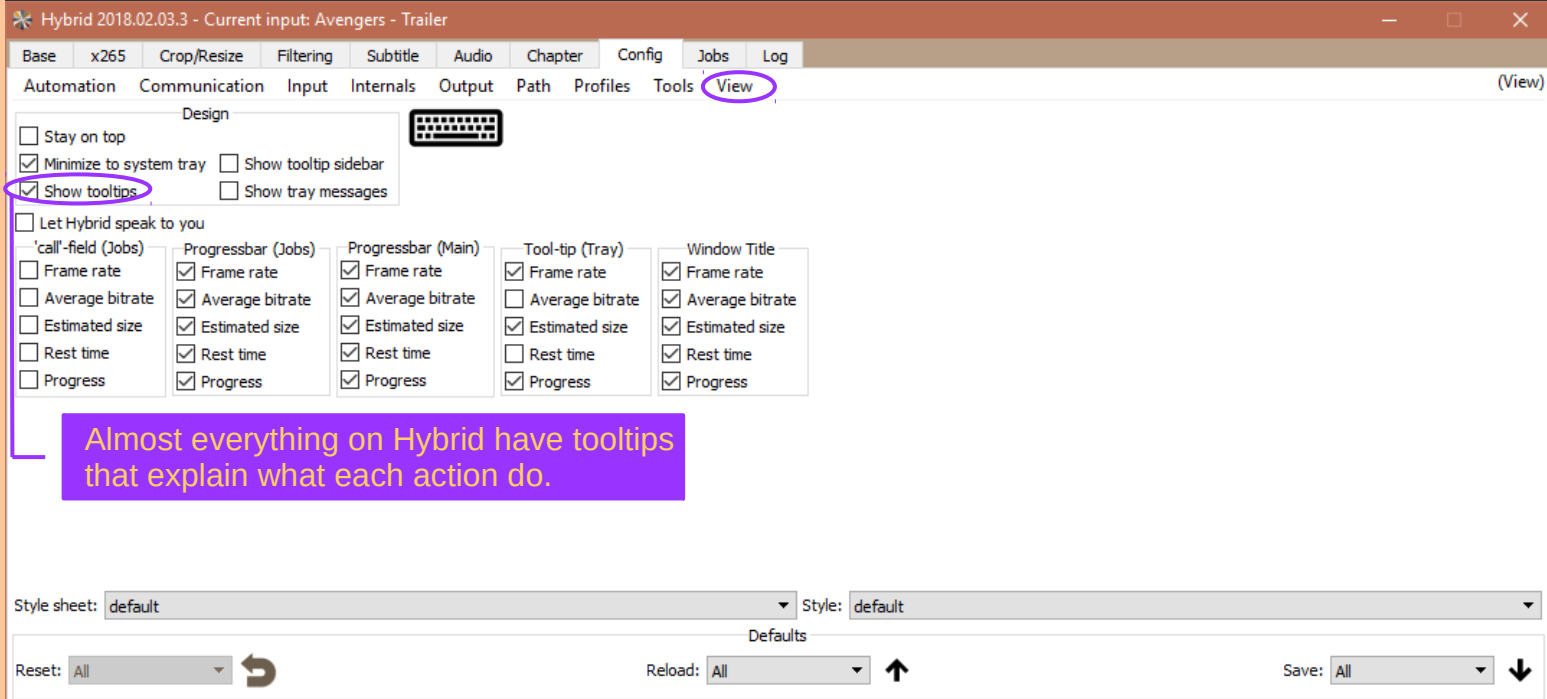 Hybrid 2018.02.03.3 - Current input: Avengers - Trailer
Base x265 Crop/Resize Filtering Subtitle Audio Chapter Config Jobs Log
Automation Communication Input Internals Output Path Profiles Tools View (View)
Design
Stay on top
Minimize to system tray Show tooltip sidebar
Show tooltips Show tray messages
Let Hybrid speak to you
'call'-field (Jobs) Progressbar (Jobs) Progressbar (Main) Tool-tip (Tray) Window Title
Frame rate Frame rate Frame rate Frame rate Frame rate
Average bitrate Average bitrate Average bitrate Average bitrate Average bitrate
Estimated size Estimated size Estimated size Estimated size Estimated size
Rest time Rest time Rest time Rest time Rest time
Progress Progress Progress Progress Progress
Almost everything on Hybrid have tooltips
that explain what each action do.
Style sheet: default Style: default
Defaults
Reset: All Reload: All Save: All